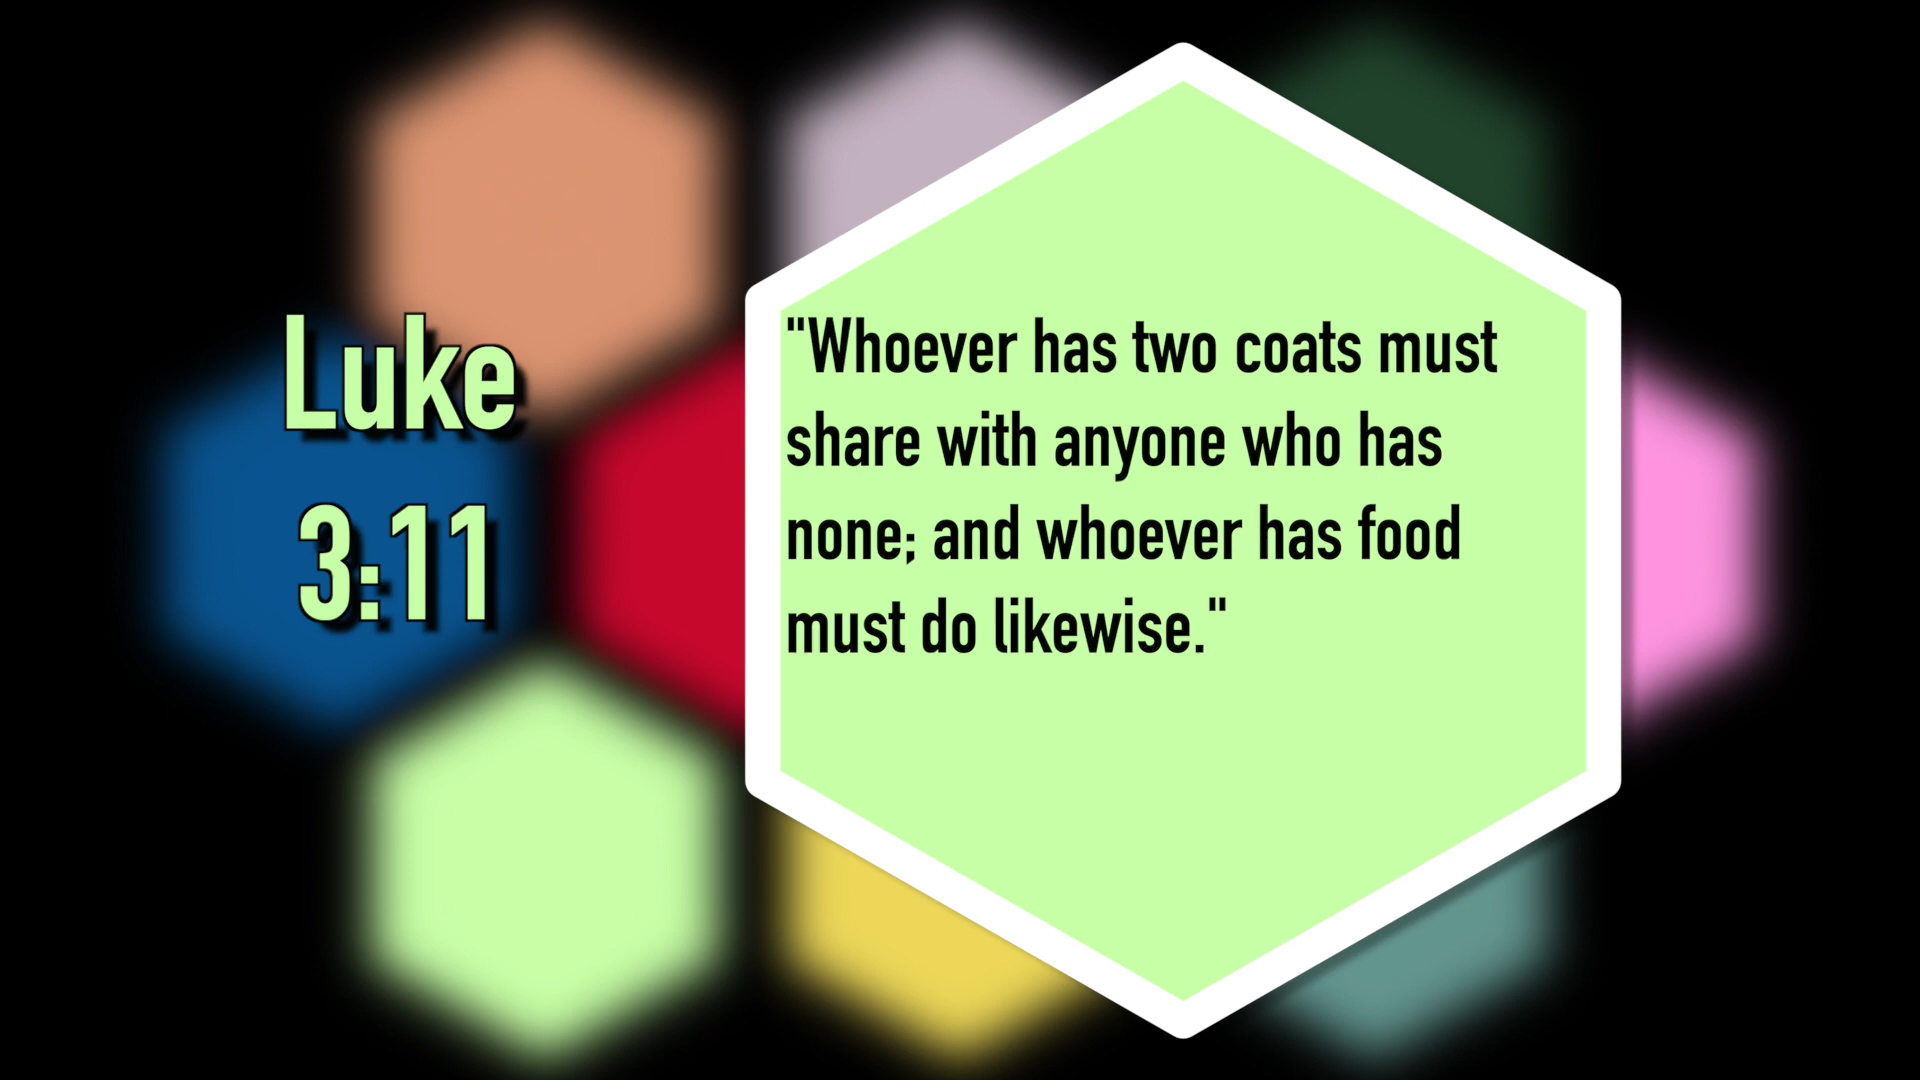 Luke
3:11
"Whoever has two coats must
share with anyone who has
none; and whoever has food
must do likewise."